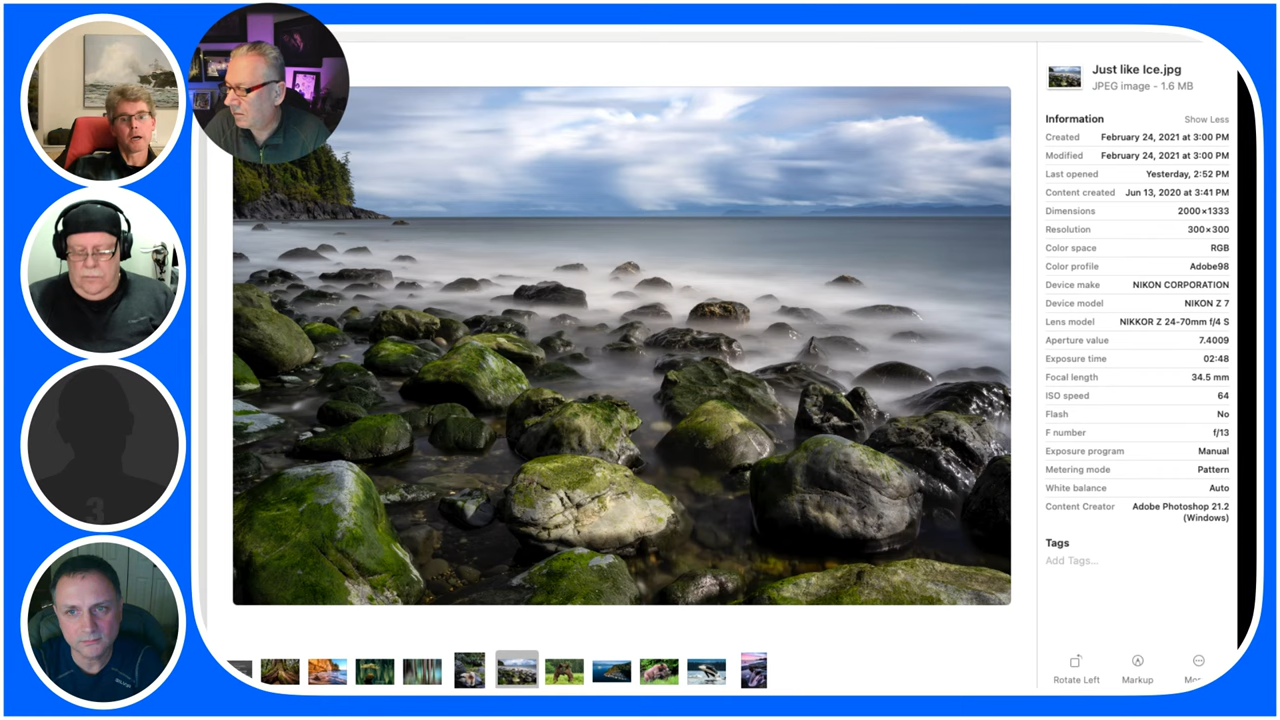 3
Just like Ice.jpg
JPEG image - 1.6 MB
Information Show Less
Created February 24, 2021 at 3:00 PM
Modified February 24, 2021 at 3:00 PM
Last opened Yesterday, 2:52 PM
Content created Jun 13, 2020 at 3:41 PM
Dimensions 2000×1333
Resolution 300×300
Color space RGB
Color profile Adobe98
Device make NIKON CORPORATION
Device model NIKON Z 7
Lens model NIKKOR Z 24-70mm f/4 S
Aperture value 7.4009
Exposure time 02:48
Focal length 34.5 mm
ISO speed 64
Flash No
F number f/13
Exposure program Manual
Metering mode Pattern
White balance Auto
Content Creator Adobe Photoshop 21.2
(Windows)
Tags
Add Tags...
Rotate Left Markup